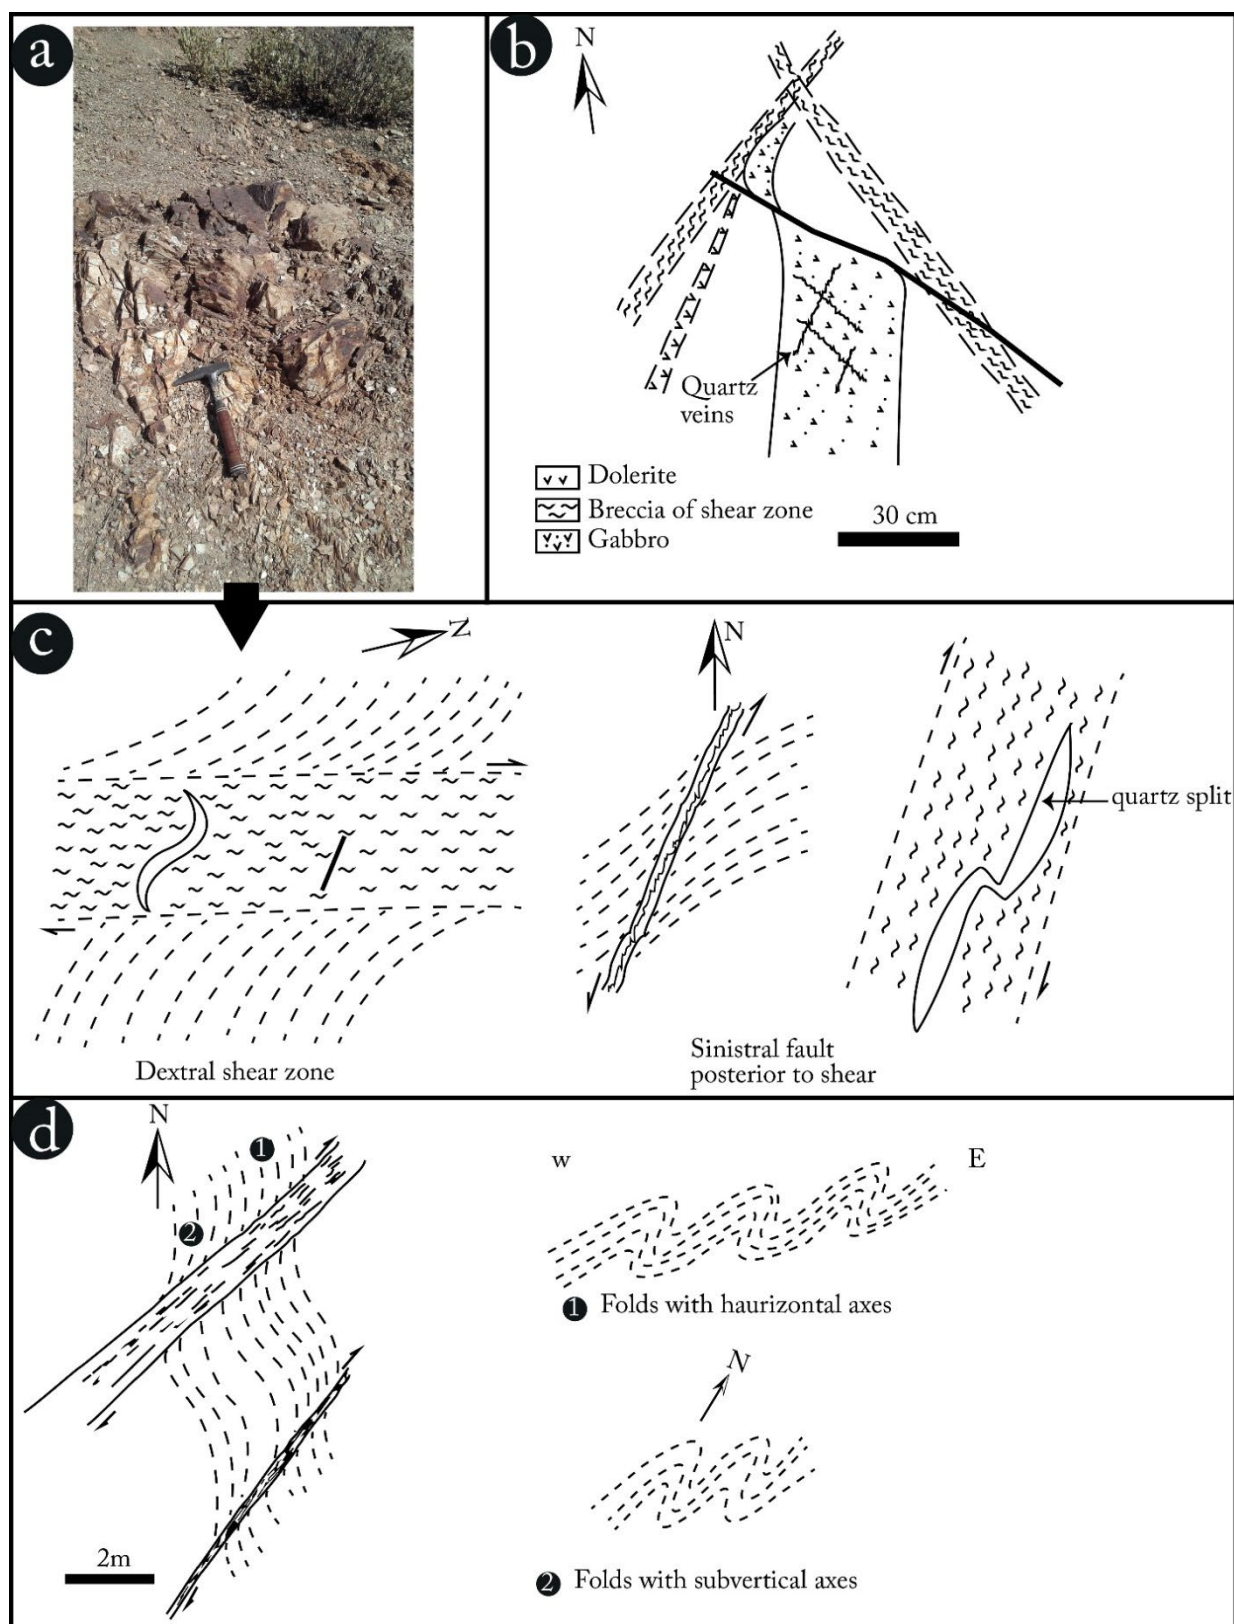 a
b
N
Quartz
veins
Dolerite
Breccia of shear zone
Gabbro
30 cm
c
N
N
quartz split
Dextral shear zone
Sinistral fault
posterior to shear
d
N
1
2
w
E
1 Folds with haurizontal axes
N
2m
2 Folds with subvertical axes